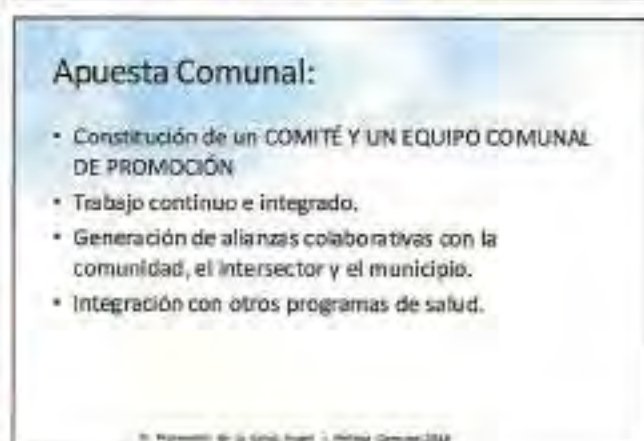 Apuesta Comunal:
• Constitución de un COMITÉ Y UN EQUIPO COMUNAL
DE PROMOCIÓN
• Trabajo continuo e integrado.
• Generación de alianzas colaborativas con la
comunidad, el intersector y el municipio.
• Integración con otros programas de salud.